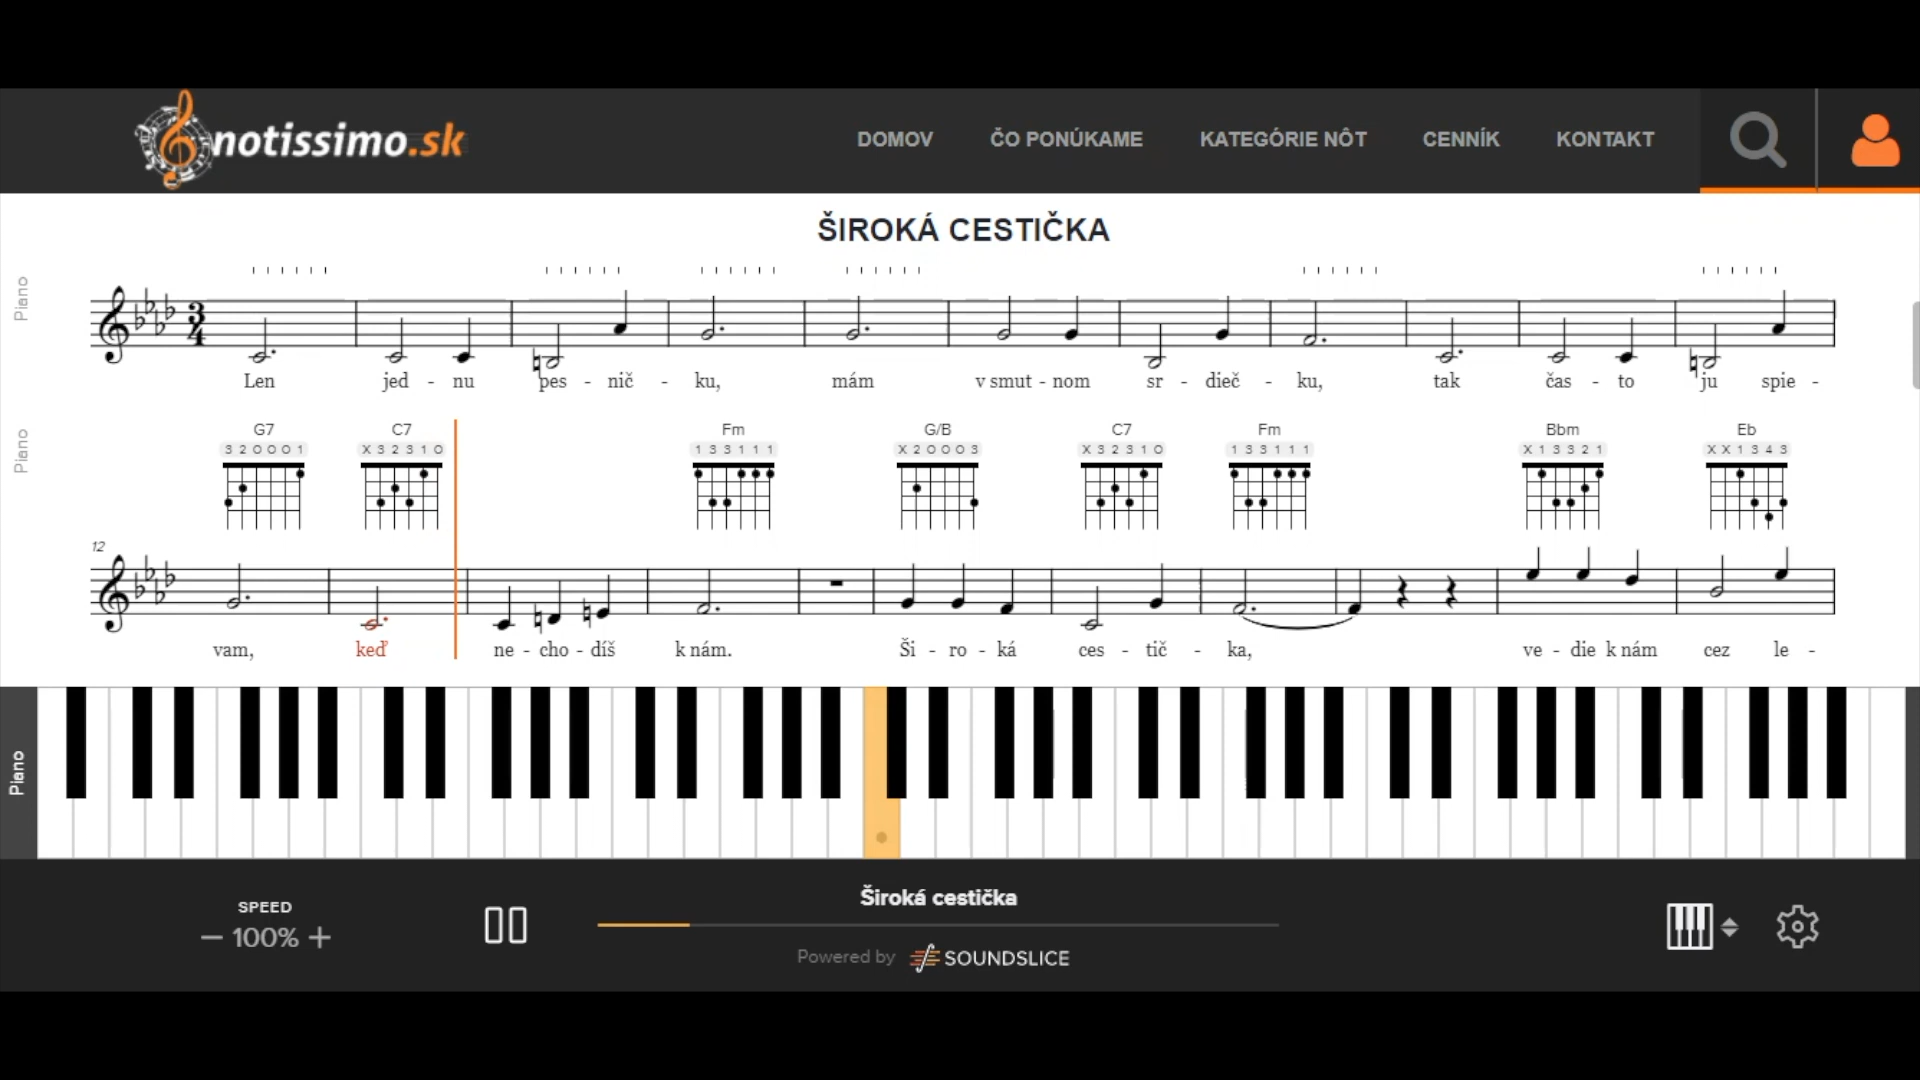 notissimo.sk
DOMOV ČO PONÚKAME KATEGÓRIE NÔT CENNÍK KONTAKT
ŠIROKÁ CESTIČKA
Piano
3
4
Len jed - nu pes - nič - ku, mám v smut - nom sr - dieč - ku, tak čas - to ju spie -
Piano
G7 C7 Fm G/B C7 Fm Bbm Eb
3 2 0 0 0 1 X 3 2 3 1 0 1 3 3 1 1 1 X 2 0 0 0 3 X 3 2 3 1 0 1 3 3 1 1 1 X 1 3 3 2 1 X X 1 3 4 3
12
vam, keď ne - cho - díš k nám. Ši - ro - ká ces - tič - ka, ve - die k nám cez le -
Piano
SPEED
− 100% +
Široká cestička
Powered by SOUNDSLICE